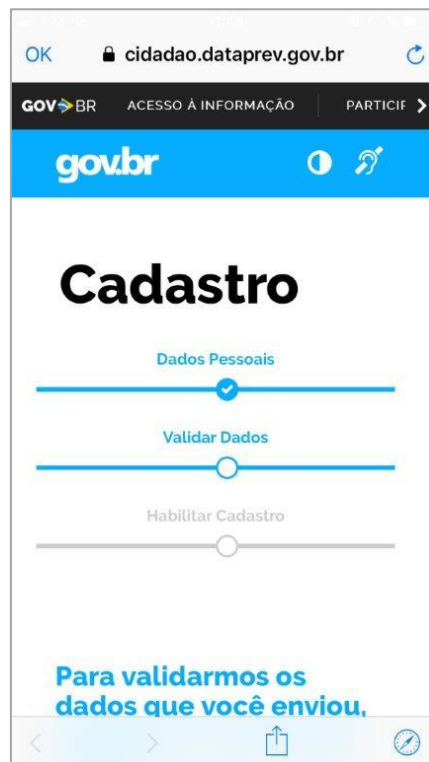 OK cidadao.dataprev.gov.br
GOV BR ACESSO À INFORMAÇÃO PARTICIF
gov.br
Cadastro
Dados Pessoais
Validar Dados
Habilitar Cadastro
Para validarmos os
dados que você enviou,